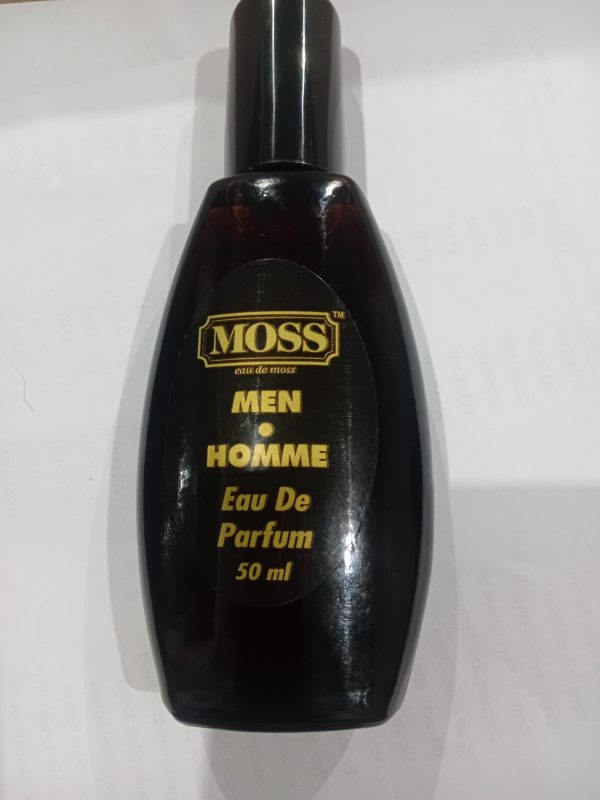 MOSS™
eau de moss
MEN
•
HOMME
Eau De
Parfum
50 ml